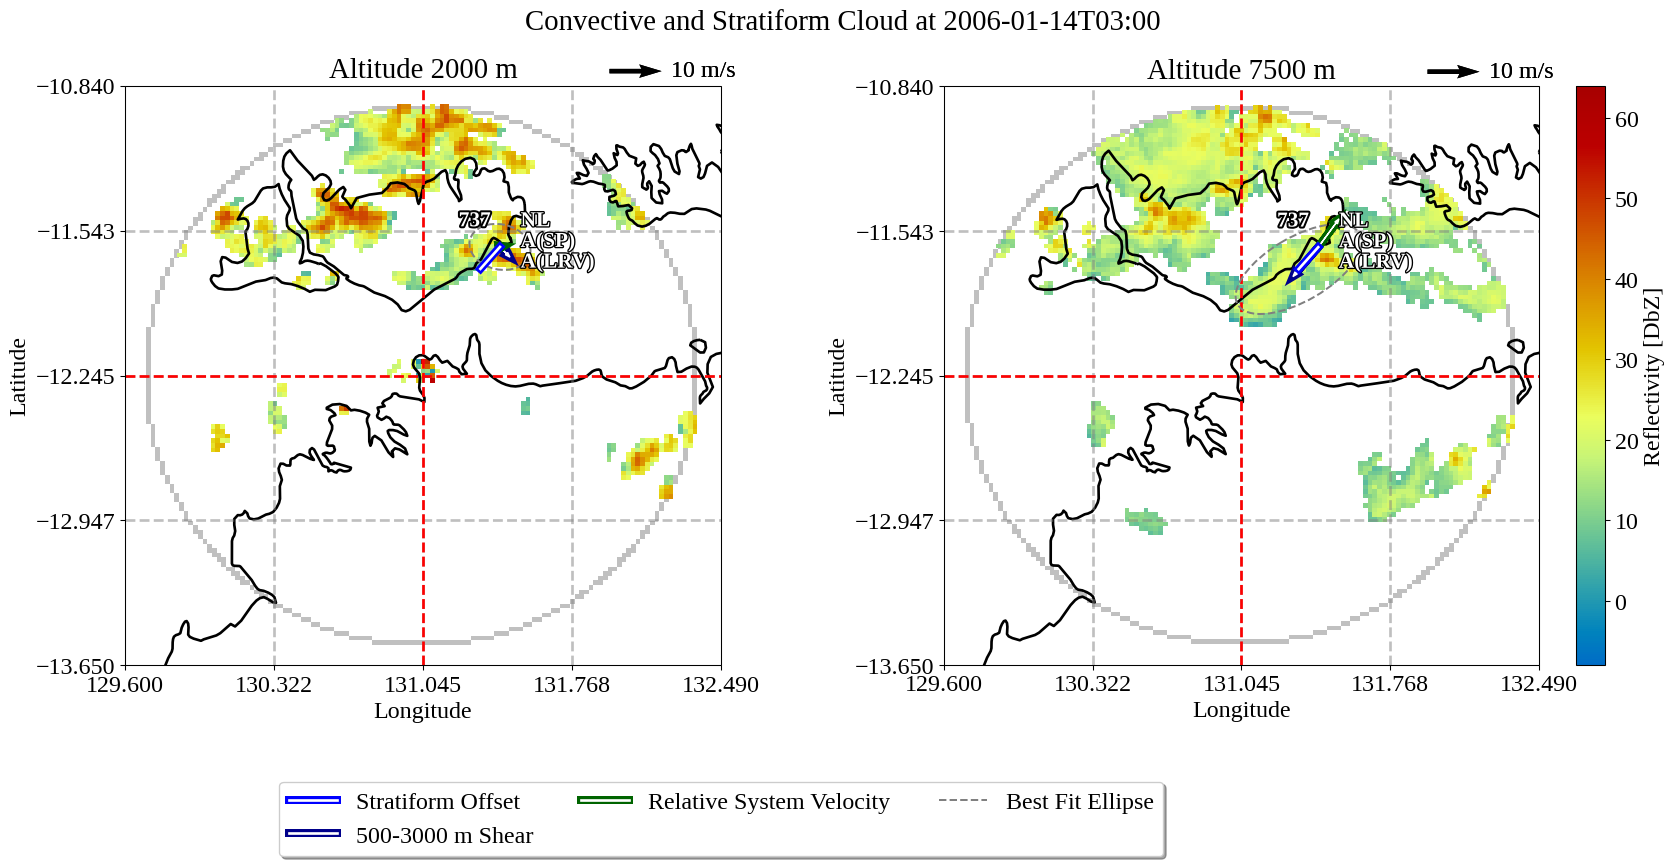 Convective and Stratiform Cloud at 2006-01-14T03:00
Altitude 2000 m
10 m/s
−10.840
−11.543
−12.245
−12.947
−13.650
Latitude
737
NL
A(SP)
A(LRV)
129.600
130.322
131.045
131.768
132.490
Longitude
Altitude 7500 m
10 m/s
−10.840
−11.543
−12.245
−12.947
−13.650
Latitude
737
NL
A(SP)
A(LRV)
129.600
130.322
131.045
131.768
132.490
Longitude
60
50
40
30
20
10
0
Reflectivity [DbZ]
Stratiform Offset
500-3000 m Shear
Relative System Velocity
Best Fit Ellipse